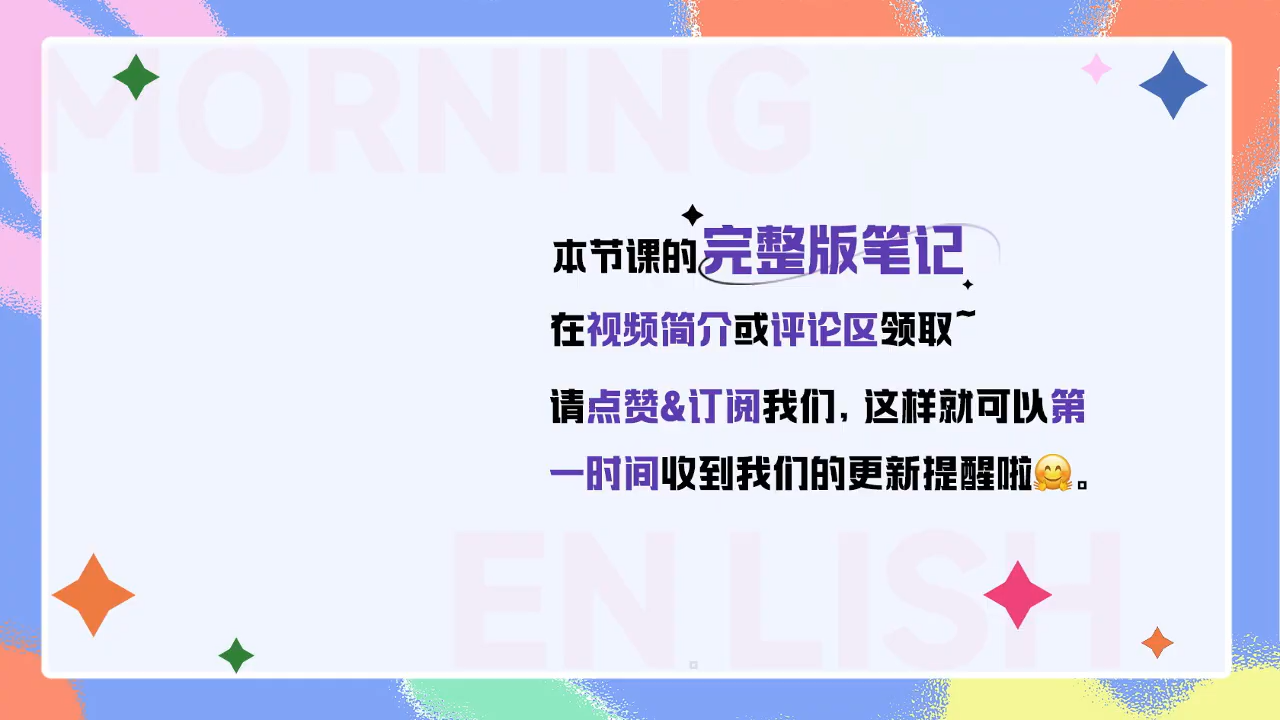 MORNING
本节课的完整版笔记
在视频简介或评论区领取~
请点赞&订阅我们，这样就可以第
一时间收到我们的更新提醒啦🤗。
EN LISH